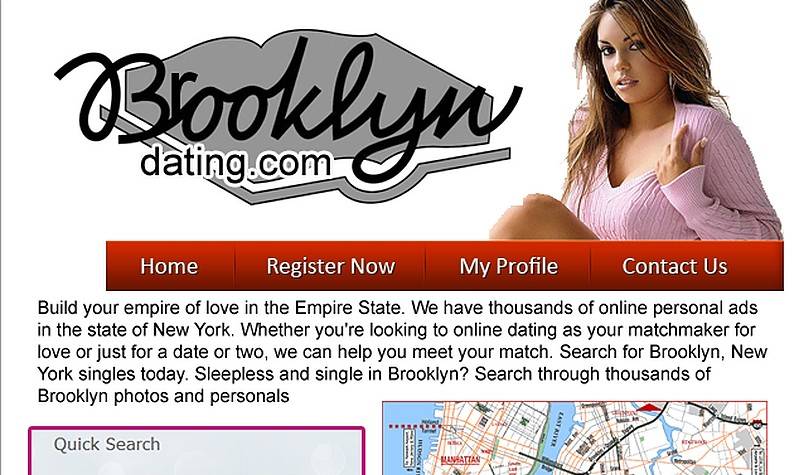 Brooklyn
dating.com
Home
Register Now
My Profile
Contact Us
Build your empire of love in the Empire State. We have thousands of online personal ads
in the state of New York. Whether you're looking to online dating as your matchmaker for
love or just for a date or two, we can help you meet your match. Search for Brooklyn, New
York singles today. Sleepless and single in Brooklyn? Search through thousands of
Brooklyn photos and personals
Quick Search
MANHATTAN
EAST RIVER